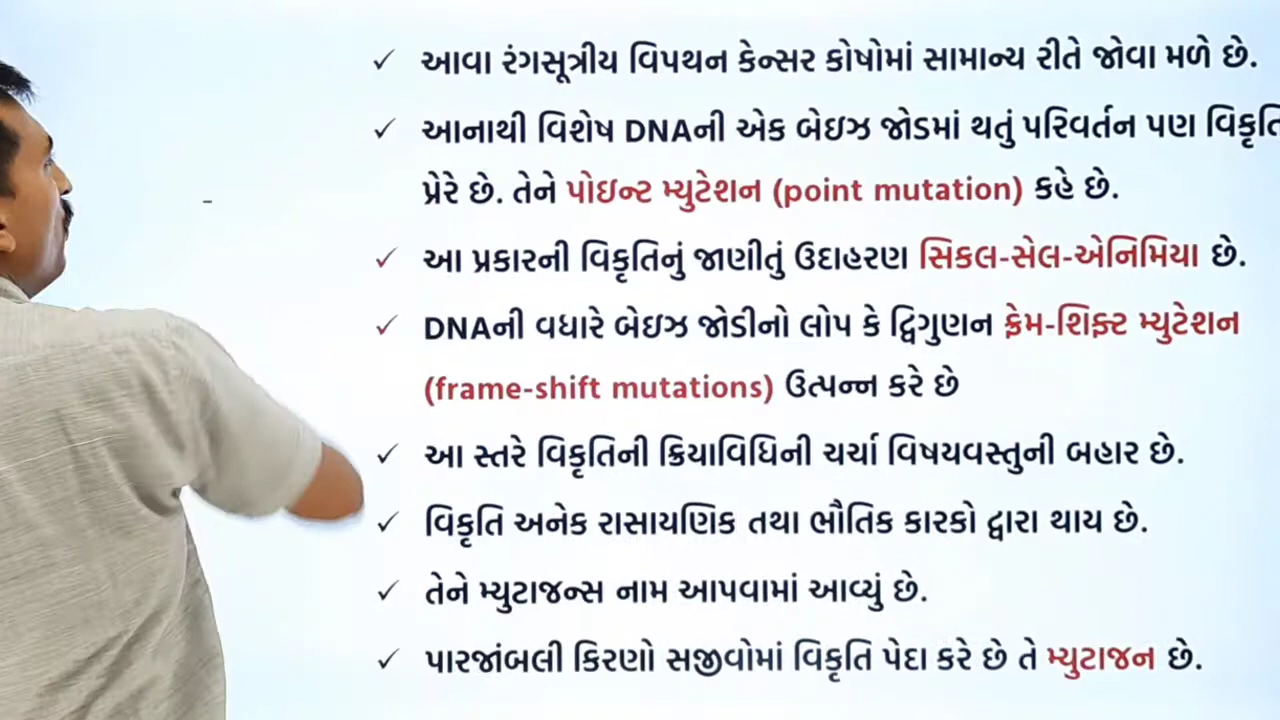 આવા રંગસૂત્રીય વિપથન કેન્સર કોષોમાં સામાન્ય રીતે જોવા મળે છે.
આનાથી વિશેષ DNAની એક બેઇઝ જોડમાં થતું પરિવર્તન પણ વિકૃતિ
પ્રેરે છે. તેને પોઇન્ટ મ્યુટેશન (point mutation) કહે છે.
આ પ્રકારની વિકૃતિનું જાણીતું ઉદાહરણ સિકલ-સેલ-એનિમિયા છે.
DNAની વધારે બેઇઝ જોડીનો લોપ કે દ્વિગુણન ફ્રેમ-શિફ્ટ મ્યુટેશન
(frame-shift mutations) ઉત્પન્ન કરે છે
આ સ્તરે વિકૃતિની ક્રિયાવિધિની ચર્ચા વિષયવસ્તુની બહાર છે.
વિકૃતિ અનેક રાસાયણિક તથા ભૌતિક કારકો દ્વારા થાય છે.
તેને મ્યુટાજન્સ નામ આપવામાં આવ્યું છે.
પારજાંબલી કિરણો સજીવોમાં વિકૃતિ પેદા કરે છે તે મ્યુટાજન છે.